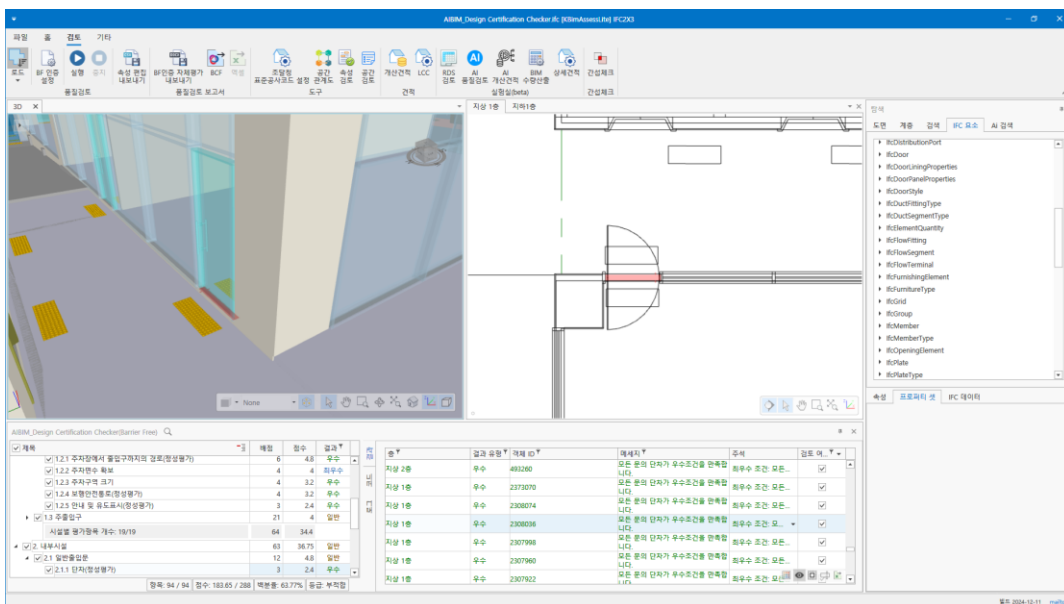 AIBIM_Design Certification Checker.ifc [KBimAssessLite] IFC2X3
파일 홈 검토 기타
로드 BF 인증 설정 실행 중지 속성 편집 내보내기 BF인증 자체평가 내보내기 BCF 엑셀 조달청 표준공사코드 설정 공간 관계도 속성 검토 공간 검토 개산견적 LCC RDS 검토 AI 품질검토 AI 개산견적 BIM 수량산출 상세견적 간섭체크
품질검토 품질검토 보고서 도구 견적 실험실(beta) 간섭체크
3D 지상 1층 지하1층
탐색
도면 계층 검색 IFC 요소 AI 검색
IfcDistributionPort
IfcDoor
IfcDoorLiningProperties
IfcDoorPanelProperties
IfcDoorStyle
IfcDuctFittingType
IfcDuctSegmentType
IfcElementQuantity
IfcFlowFitting
IfcFlowSegment
IfcFlowTerminal
IfcFurnishingElement
IfcFurnitureType
IfcGrid
IfcGroup
IfcMember
IfcMemberType
IfcOpeningElement
IfcPlate
IfcPlateType
None
속성 프로퍼티 셋 IFC 데이터
AIBIM_Design Certification Checker(Barrier Free)
제목 배점 점수 결과
1.2.1 주차장에서 출입구까지의 경로(정성평가) 6 4.8 우수
1.2.2 주차면수 확보 4 4 최우수
1.2.3 주차구역 크기 4 3.2 우수
1.2.4 보행안전통로(정성평가) 4 3.2 우수
1.2.5 안내 및 유도표시(정성평가) 3 2.4 우수
1.3 주출입구 21 4 일반
시설별 평가항목 개수: 19/19 64 34.4
2. 내부시설 63 36.75 일반
2.1 일반출입문 12 4.8 일반
2.1.1 단차(정성평가) 3 2.4 우수
항목: 94 / 94 점수: 183.65 / 288 백분율: 63.77% 등급: 부적합
층 결과 유형 객체 ID 메세지 주석 검토 여...
지상 2층 우수 493260 모든 문의 단차가 우수조건을 만족합니다. 최우수 조건: 모든...
지상 1층 우수 2373070 모든 문의 단차가 우수조건을 만족합니다. 최우수 조건: 모든...
지상 1층 우수 2308074 모든 문의 단차가 우수조건을 만족합니다. 최우수 조건: 모든...
지상 1층 우수 2308036 모든 문의 단차가 우수조건을 만족합니다. 최우수 조건: 모...
지상 1층 우수 2307998 모든 문의 단차가 우수조건을 만족합니다. 최우수 조건: 모든...
지상 1층 우수 2307960 모든 문의 단차가 우수조건을 만족합니다. 최우수 조건: 모든...
지상 1층 우수 2307922 모든 문의 단차가 우수조건을 만족합니다. 최우수 조건: 모든...
빌드 2024-12-11